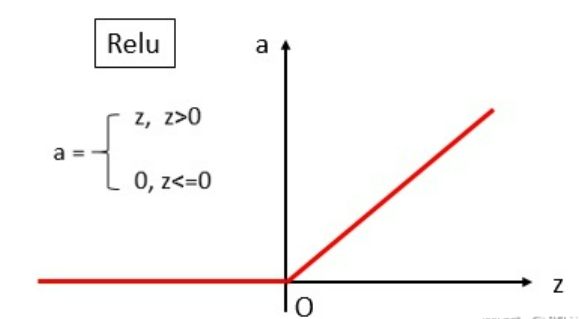 Relu
a
z, z>0
a =
0, z<=0
z
O